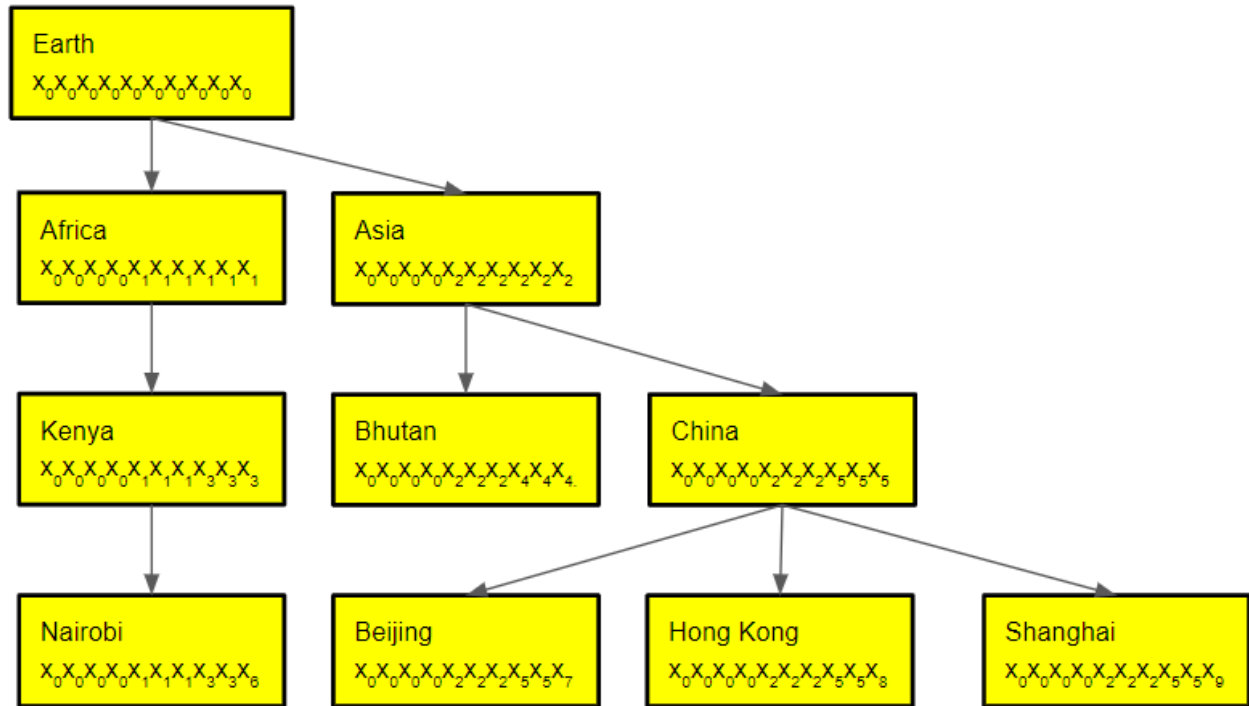 Earth
x₀x₀x₀x₀x₀x₀x₀x₀x₀x₀
Africa
x₀x₀x₀x₀x₁x₁x₁x₁x₁x₁
Asia
x₀x₀x₀x₀x₂x₂x₂x₂x₂x₂
Kenya
x₀x₀x₀x₀x₁x₁x₁x₃x₃x₃
Bhutan
x₀x₀x₀x₀x₂x₂x₂x₄x₄x₄.
China
x₀x₀x₀x₀x₂x₂x₂x₅x₅x₅
Nairobi
x₀x₀x₀x₀x₁x₁x₁x₃x₃x₆
Beijing
x₀x₀x₀x₀x₂x₂x₂x₅x₅x₇
Hong Kong
x₀x₀x₀x₀x₂x₂x₂x₅x₅x₈
Shanghai
x₀x₀x₀x₀x₂x₂x₂x₅x₅x₉